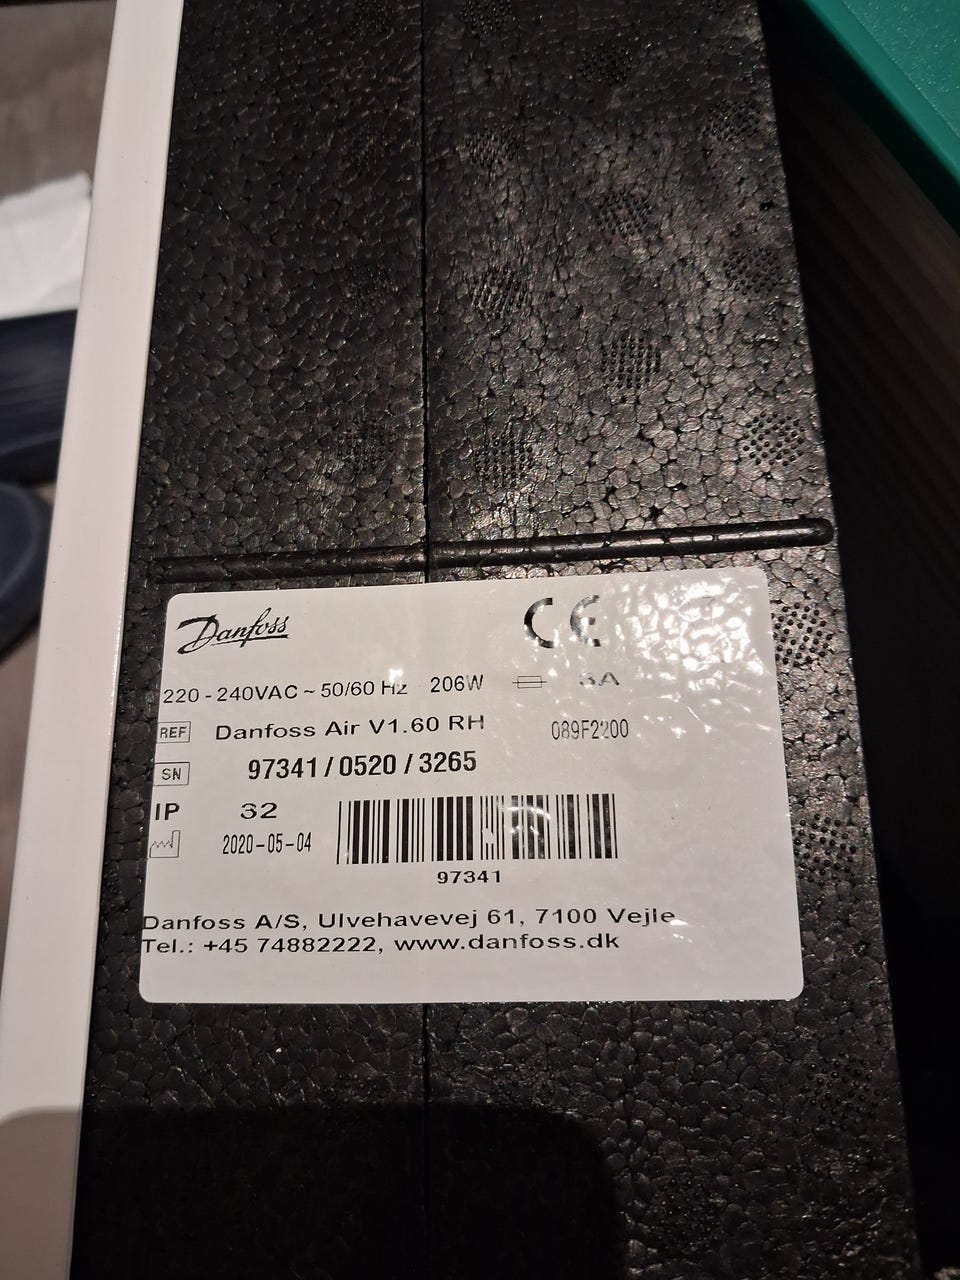 Danfoss CE
220 - 240VAC ~ 50/60 Hz 206W 3A
REF Danfoss Air V1.60 RH 089F2200
SN 97341 / 0520 / 3265
IP 32
2020-05-04
97341
Danfoss A/S, Ulvehavevej 61, 7100 Vejle
Tel.: +45 74882222, www.danfoss.dk